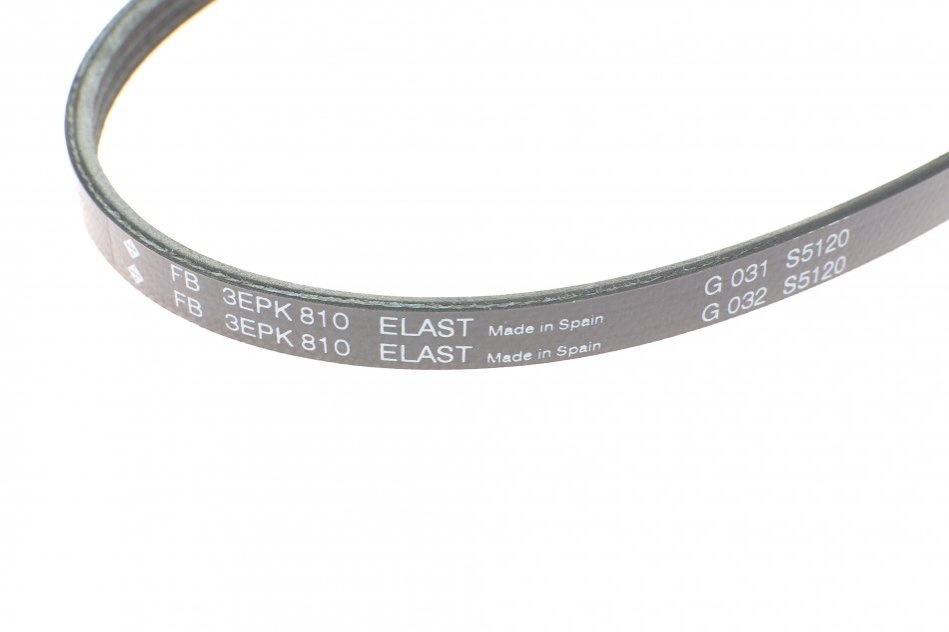 FB 3EPK 810 ELAST Made in Spain G 031 S5120
FB 3EPK 810 ELAST Made in Spain G 032 S5120